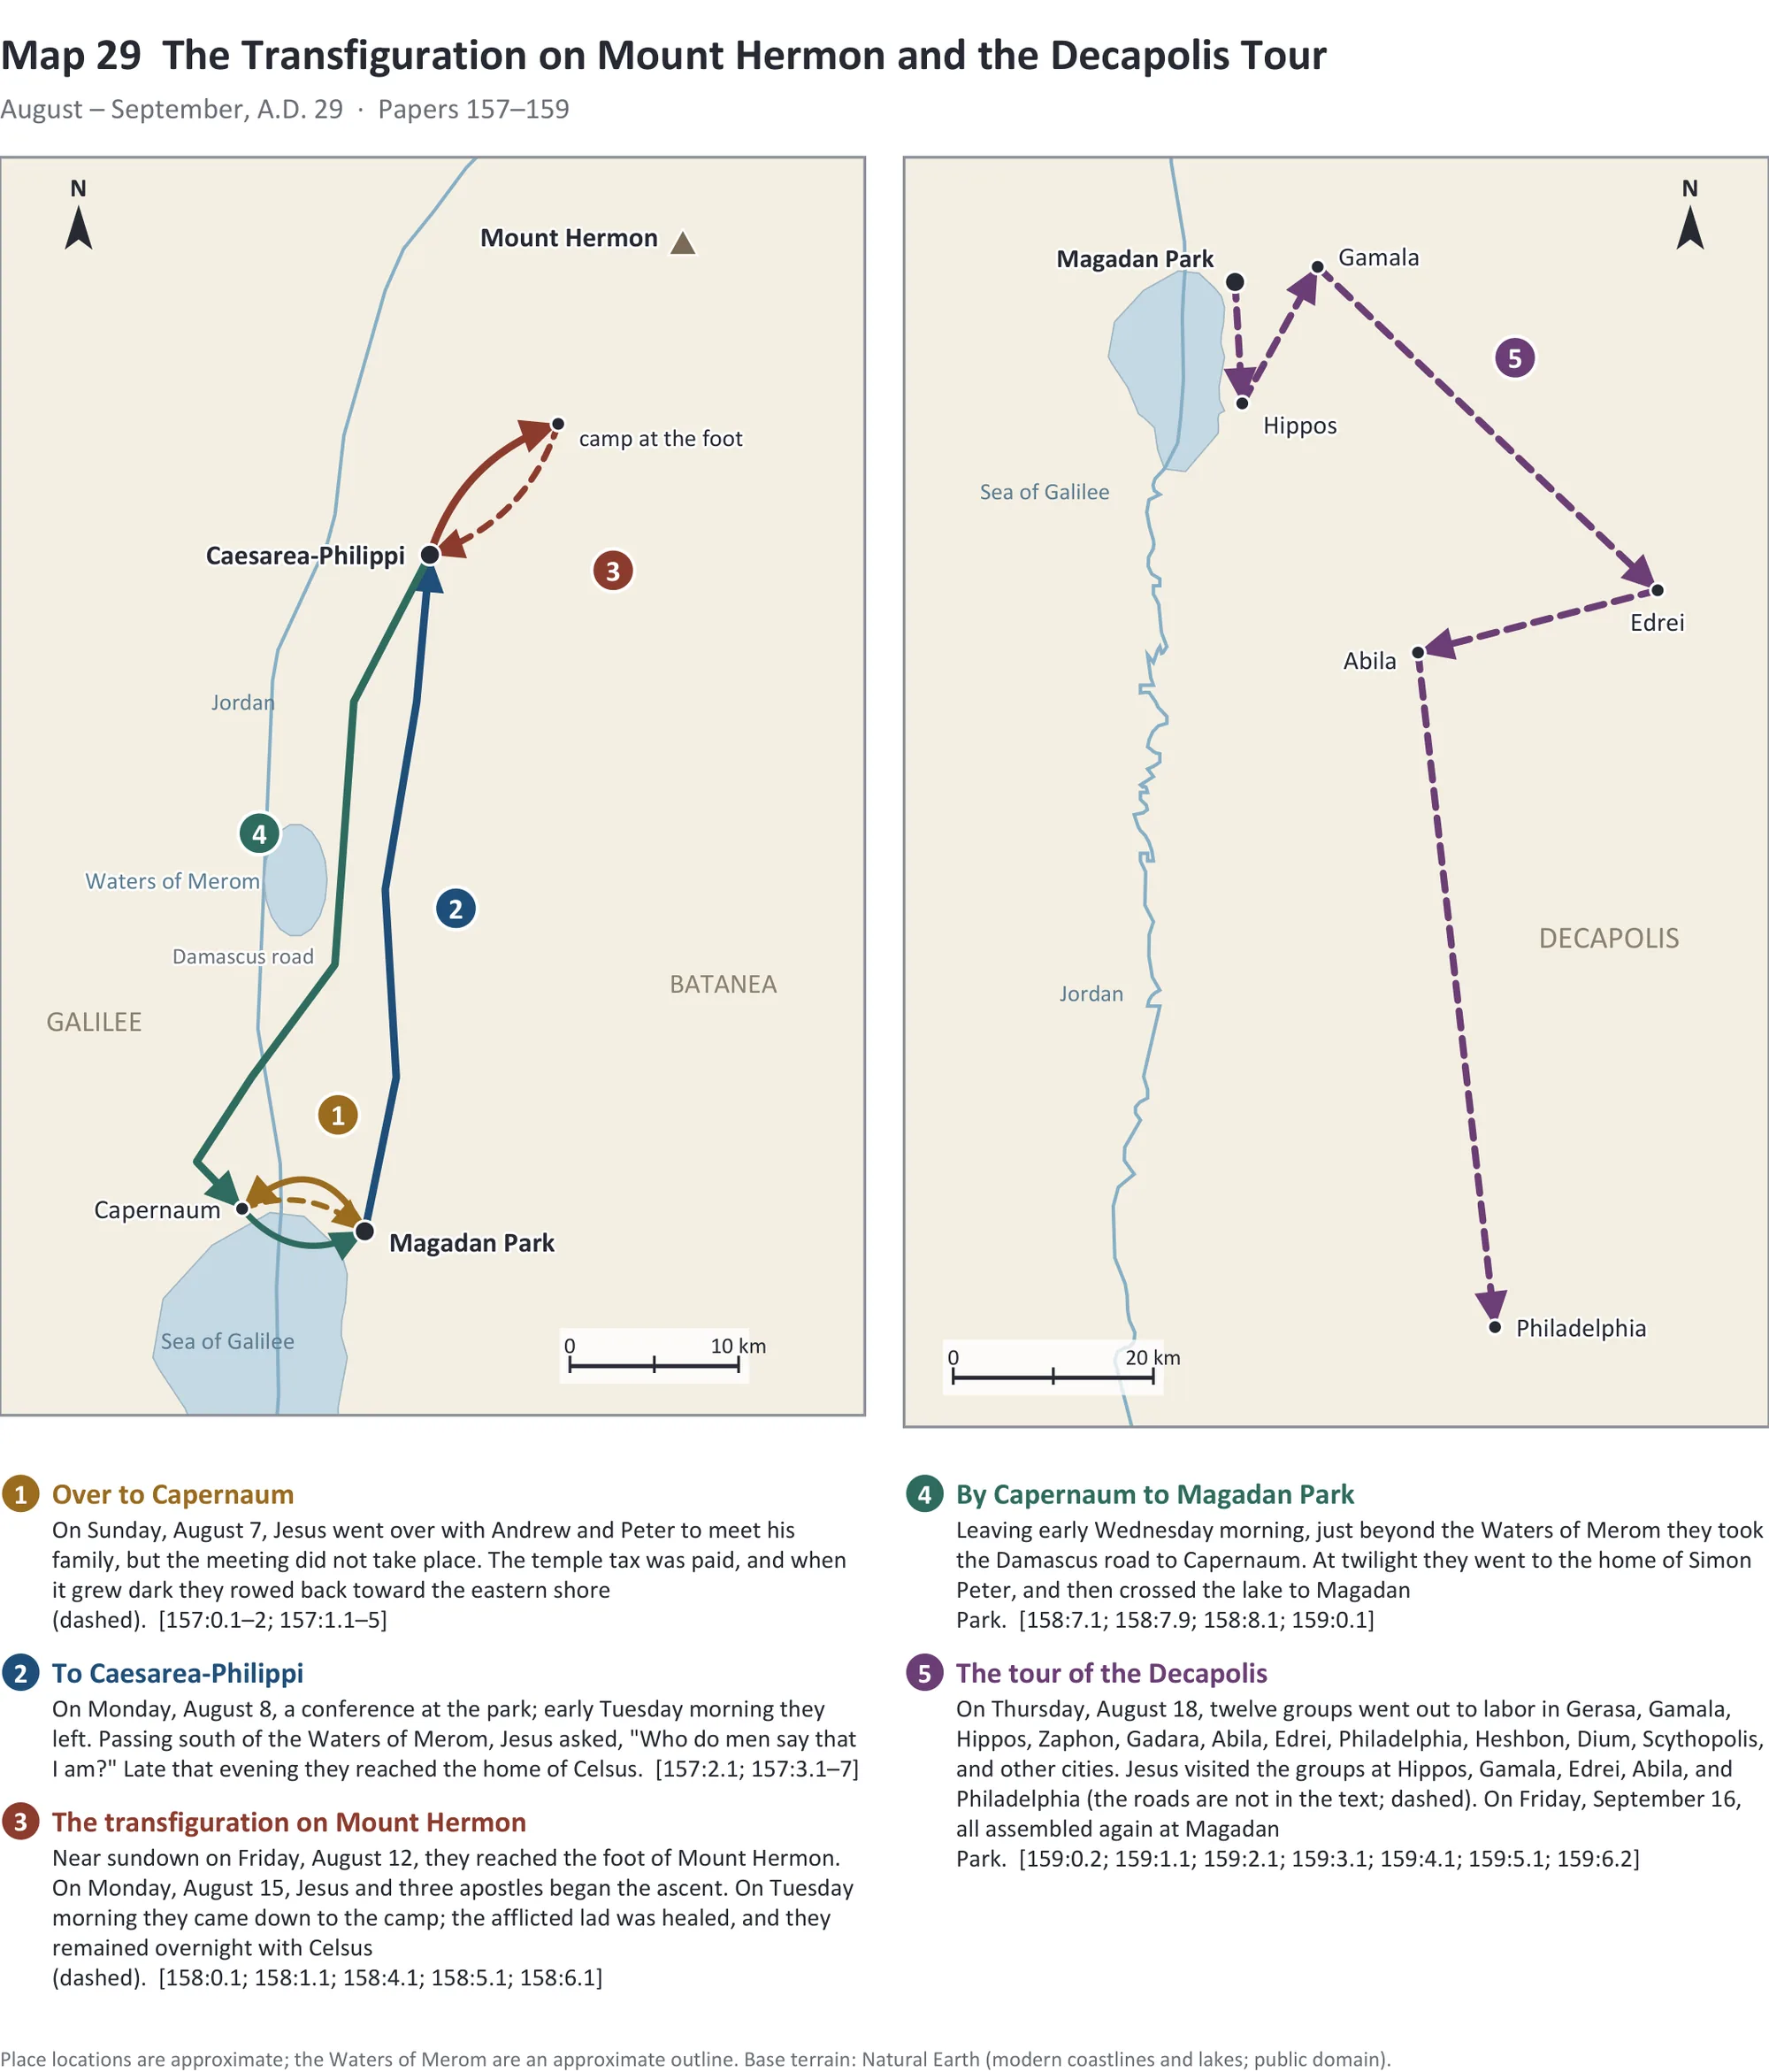 Map 29  The Transfiguration on Mount Hermon and the Decapolis Tour
August – September, A.D. 29  ·  Papers 157–159
N
Mount Hermon
camp at the foot
Caesarea-Philippi
3
Jordan
4
Waters of Merom
2
Damascus road
BATANEA
GALILEE
1
Capernaum
Magadan Park
Sea of Galilee
0 10 km
N
Magadan Park
Gamala
5
Hippos
Sea of Galilee
Edrei
Abila
DECAPOLIS
Jordan
Philadelphia
0 20 km
1 Over to Capernaum
On Sunday, August 7, Jesus went over with Andrew and Peter to meet his
family, but the meeting did not take place. The temple tax was paid, and when
it grew dark they rowed back toward the eastern shore
(dashed).  [157:0.1–2; 157:1.1–5]
2 To Caesarea-Philippi
On Monday, August 8, a conference at the park; early Tuesday morning they
left. Passing south of the Waters of Merom, Jesus asked, "Who do men say that
I am?" Late that evening they reached the home of Celsus.  [157:2.1; 157:3.1–7]
3 The transfiguration on Mount Hermon
Near sundown on Friday, August 12, they reached the foot of Mount Hermon.
On Monday, August 15, Jesus and three apostles began the ascent. On Tuesday
morning they came down to the camp; the afflicted lad was healed, and they
remained overnight with Celsus
(dashed).  [158:0.1; 158:1.1; 158:4.1; 158:5.1; 158:6.1]
4 By Capernaum to Magadan Park
Leaving early Wednesday morning, just beyond the Waters of Merom they took
the Damascus road to Capernaum. At twilight they went to the home of Simon
Peter, and then crossed the lake to Magadan
Park.  [158:7.1; 158:7.9; 158:8.1; 159:0.1]
5 The tour of the Decapolis
On Thursday, August 18, twelve groups went out to labor in Gerasa, Gamala,
Hippos, Zaphon, Gadara, Abila, Edrei, Philadelphia, Heshbon, Dium, Scythopolis,
and other cities. Jesus visited the groups at Hippos, Gamala, Edrei, Abila, and
Philadelphia (the roads are not in the text; dashed). On Friday, September 16,
all assembled again at Magadan
Park.  [159:0.2; 159:1.1; 159:2.1; 159:3.1; 159:4.1; 159:5.1; 159:6.2]
Place locations are approximate; the Waters of Merom are an approximate outline. Base terrain: Natural Earth (modern coastlines and lakes; public domain).